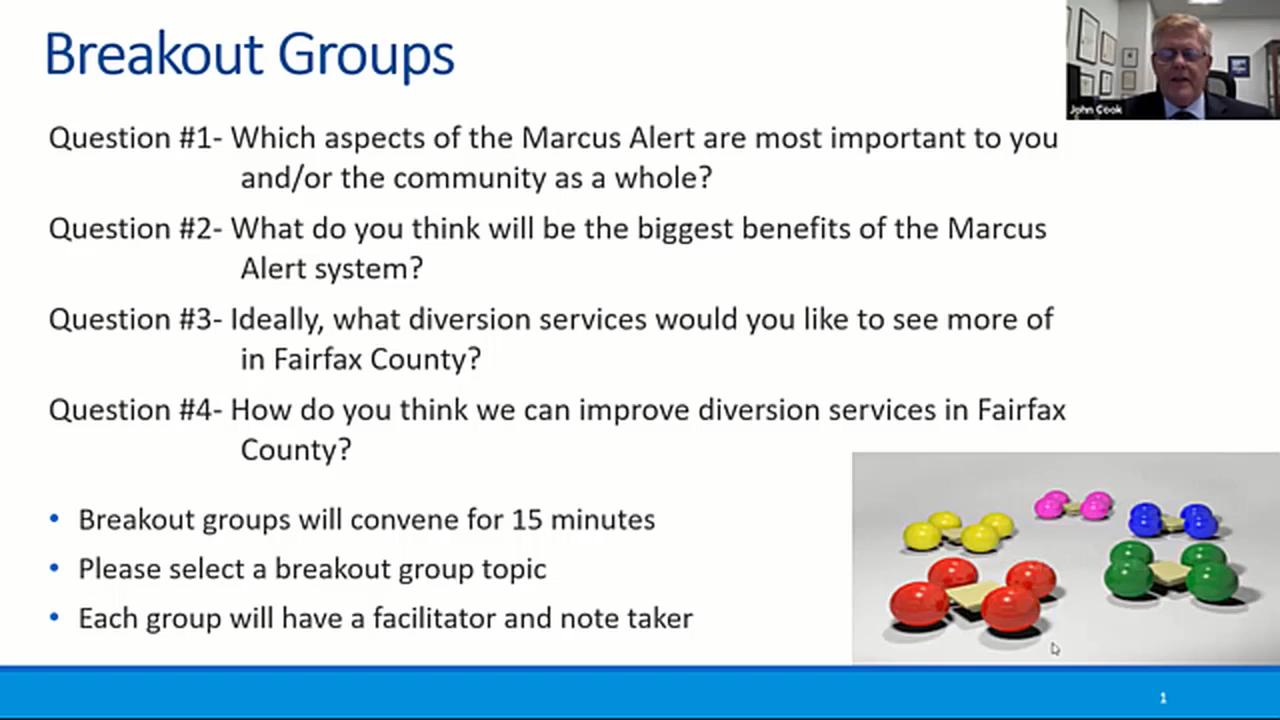 Breakout Groups
John Cook
Question #1- Which aspects of the Marcus Alert are most important to you
and/or the community as a whole?
Question #2- What do you think will be the biggest benefits of the Marcus
Alert system?
Question #3- Ideally, what diversion services would you like to see more of
in Fairfax County?
Question #4- How do you think we can improve diversion services in Fairfax
County?
• Breakout groups will convene for 15 minutes
• Please select a breakout group topic
• Each group will have a facilitator and note taker
1